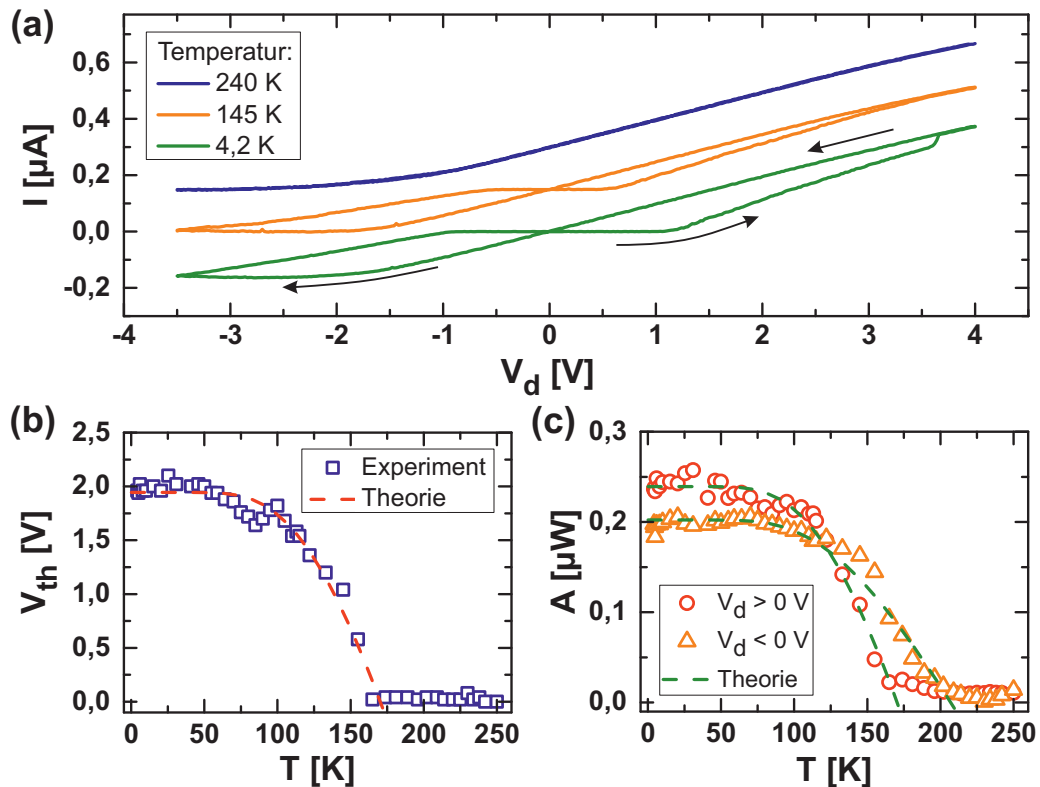 (a)
Temperatur:
240 K
145 K
4,2 K
0,6
0,4
0,2
0,0
-0,2
I [µA]
-4 -3 -2 -1 0 1 2 3 4
V_d [V]
(b)
2,5
2,0
1,5
1,0
0,5
0,0
V_th [V]
Experiment
Theorie
0 50 100 150 200 250
T [K]
(c)
0,3
0,2
0,1
0,0
A [µW]
V_d > 0 V
V_d < 0 V
Theorie
0 50 100 150 200 250
T [K]